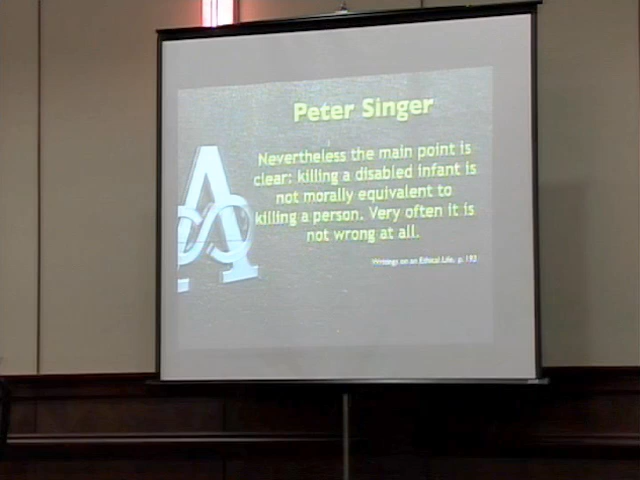 Peter Singer
Nevertheless the main point is
clear: killing a disabled infant is
not morally equivalent to
killing a person. Very often it is
not wrong at all.
Writings on an Ethical Life, p. 193
A